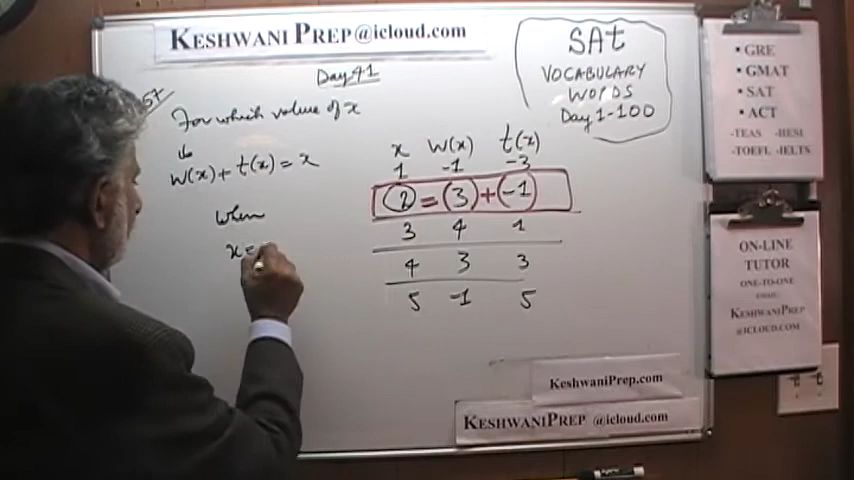 KESHWANI PREP@icloud.com
Day 41
57
For which value of x
is
W(x) + t(x) = x
when
x =
x W(x) t(x)
1 -1 -3
2 = (3) + (-1)
3 4 1
4 3 3
5 -1 5
SAt
VOCABULARY
WORDS
Day 1-100
• GRE
• GMAT
• SAT
• ACT
-TEAS -HESI
-TOEFL -IELTS
ON-LINE
TUTOR
ONE-TO-ONE
KESHWANIPREP
@ICLOUD.COM
KESHWANIPREP.com
KESHWANIPREP @icloud.com